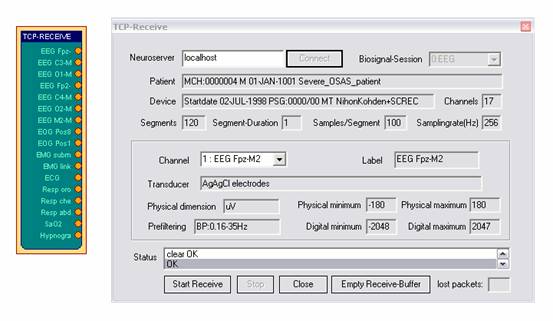 TCP-RECEIVE
EEG Fpz-
EEG C3-M
EEG O1-M
EEG Fp2-
EEG C4-M
EEG O2-M
EEG M2-M
EOG Pos8
EOG Pos1
EMG subm
EMG link
ECG
Resp oro
Resp che
Resp abd
SaO2
Hypnogra
TCP-Receive
Neuroserver localhost Connect Biosignal-Session 0:EEG
Patient MCH:0000004 M 01-JAN-1001 Severe_OSAS_patient
Device Startdate 02-JUL-1998 PSG:0000/00 MT NihonKohden+SCREC Channels 17
Segments 120 Segment-Duration 1 Samples/Segment 100 Samplingrate(Hz) 256
Channel 1 : EEG Fpz-M2 Label EEG Fpz-M2
Transducer AgAgCl electrodes
Physical dimension uV Physical minimum -180 Physical maximum 180
Prefiltering BP:0.16-35Hz Digital minimum -2048 Digital maximum 2047
Status clear OK
OK
Start Receive Stop Close Empty Receive-Buffer lost packets: